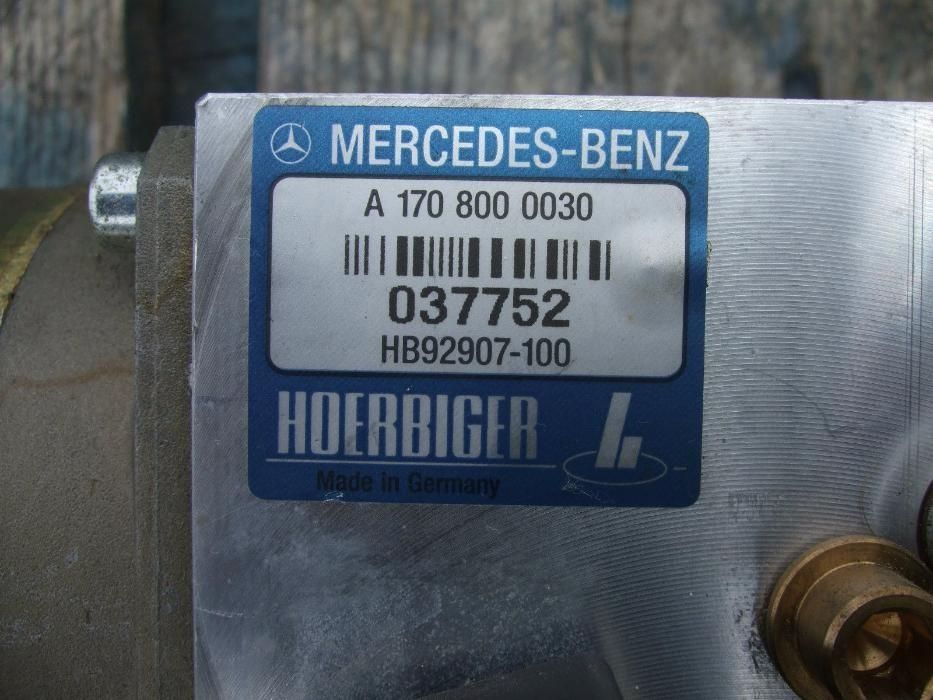 MERCEDES-BENZ
A 170 800 0030
037752
HB92907-100
HOERBIGER
Made in Germany